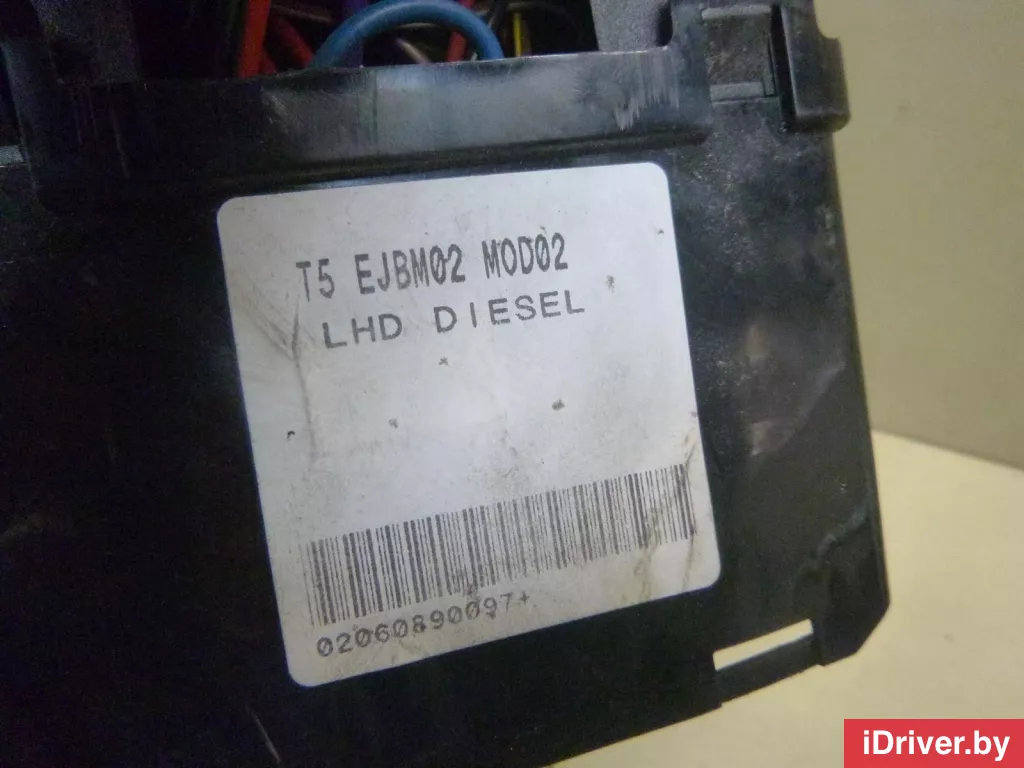 T5 EJBM02 MOD02
LHD DIESEL
02060890097+
iDriver.by